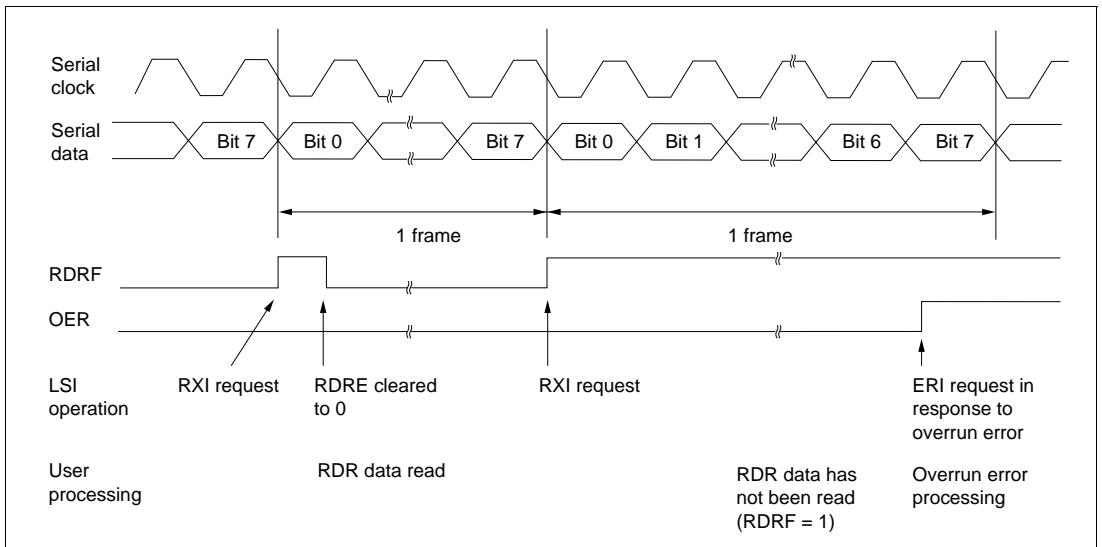 Serial
clock
Serial
data
Bit 7
Bit 0
Bit 7
Bit 0
Bit 1
Bit 6
Bit 7
1 frame
1 frame
RDRF
OER
LSI
operation
RXI request
RDRE cleared
to 0
RXI request
ERI request in
response to
overrun error
User
processing
RDR data read
RDR data has
not been read
(RDRF = 1)
Overrun error
processing